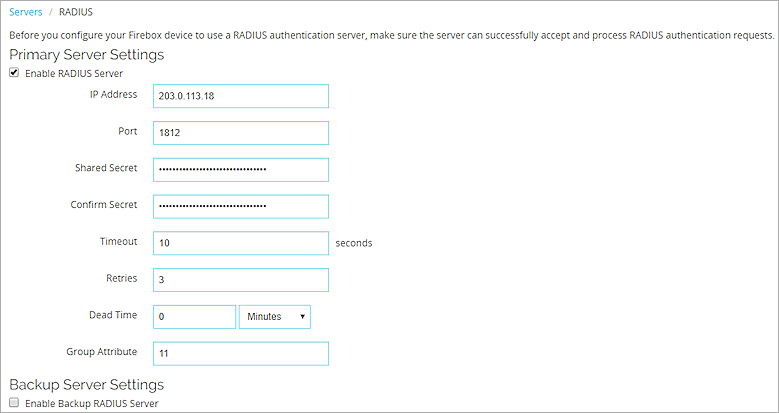 Servers / RADIUS
Before you configure your Firebox device to use a RADIUS authentication server, make sure the server can successfully accept and process RADIUS authentication requests.
Primary Server Settings
Enable RADIUS Server
IP Address 203.0.113.18
Port 1812
Shared Secret ••••••••••••••••••••••••••••••••
Confirm Secret ••••••••••••••••••••••••••••••••
Timeout 10 seconds
Retries 3
Dead Time 0 Minutes
Group Attribute 11
Backup Server Settings
Enable Backup RADIUS Server